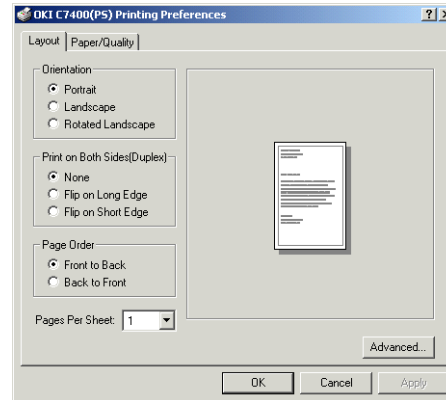 OKI C7400(PS) Printing Preferences
Layout
Paper/Quality
Orientation
Portrait
Landscape
Rotated Landscape
Print on Both Sides(Duplex)
None
Flip on Long Edge
Flip on Short Edge
Page Order
Front to Back
Back to Front
Pages Per Sheet: 1
Advanced...
OK
Cancel
Apply